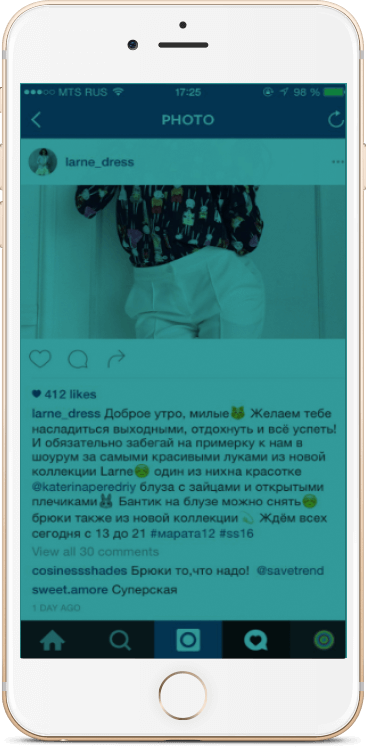 MTS RUS 17:25 98 %
PHOTO
larne_dress
412 likes
larne_dress Доброе утро, милые Желаем тебе
насладиться выходными, отдохнуть и всё успеть!
И обязательно забегай на примерку к нам в
шоурум за самыми красивыми луками из новой
коллекции Larne один из нихна красотке
@katerinaperedriy блуза с зайцами и открытыми
плечиками Бантик на блузе можно снять
брюки также из новой коллекции Ждём всех
сегодня с 13 до 21 #марата12 #ss16
View all 30 comments
cosinessshades Брюки то,что надо! @savetrend
sweet.amore Суперская
1 DAY AGO